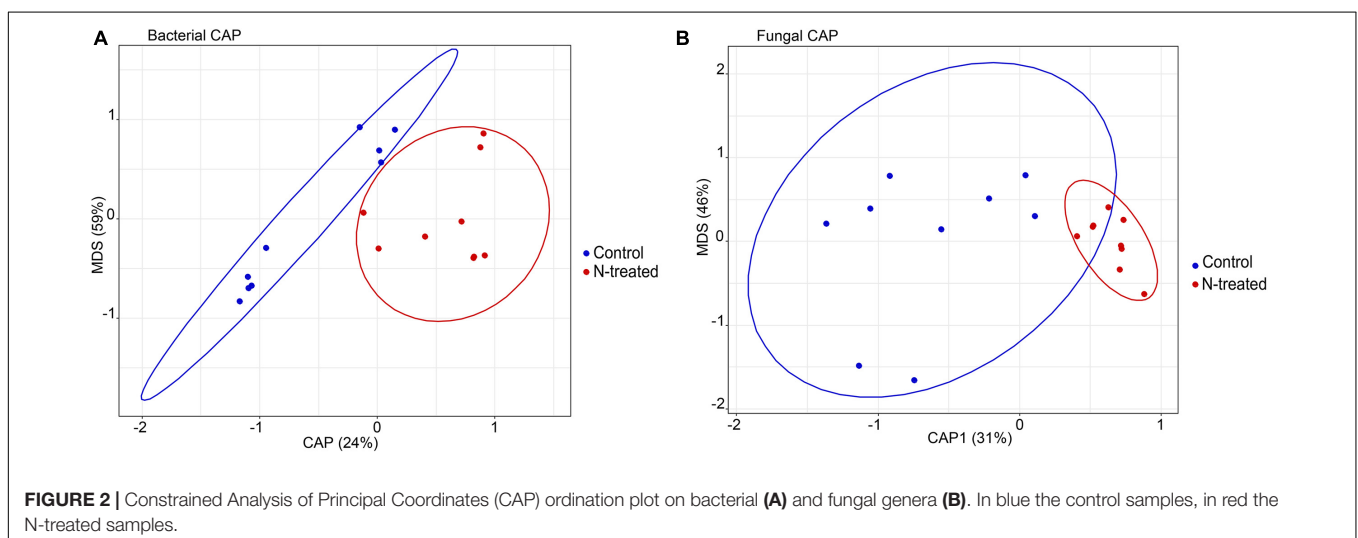 A
Bacterial CAP
MDS (59%)
1
0
-1
-2
-1
0
1
CAP (24%)
Control
N-treated
B
Fungal CAP
MDS (46%)
2
1
0
-1
-2
-2
-1
0
1
CAP1 (31%)
Control
N-treated
FIGURE 2 | Constrained Analysis of Principal Coordinates (CAP) ordination plot on bacterial (A) and fungal genera (B). In blue the control samples, in red the
N-treated samples.